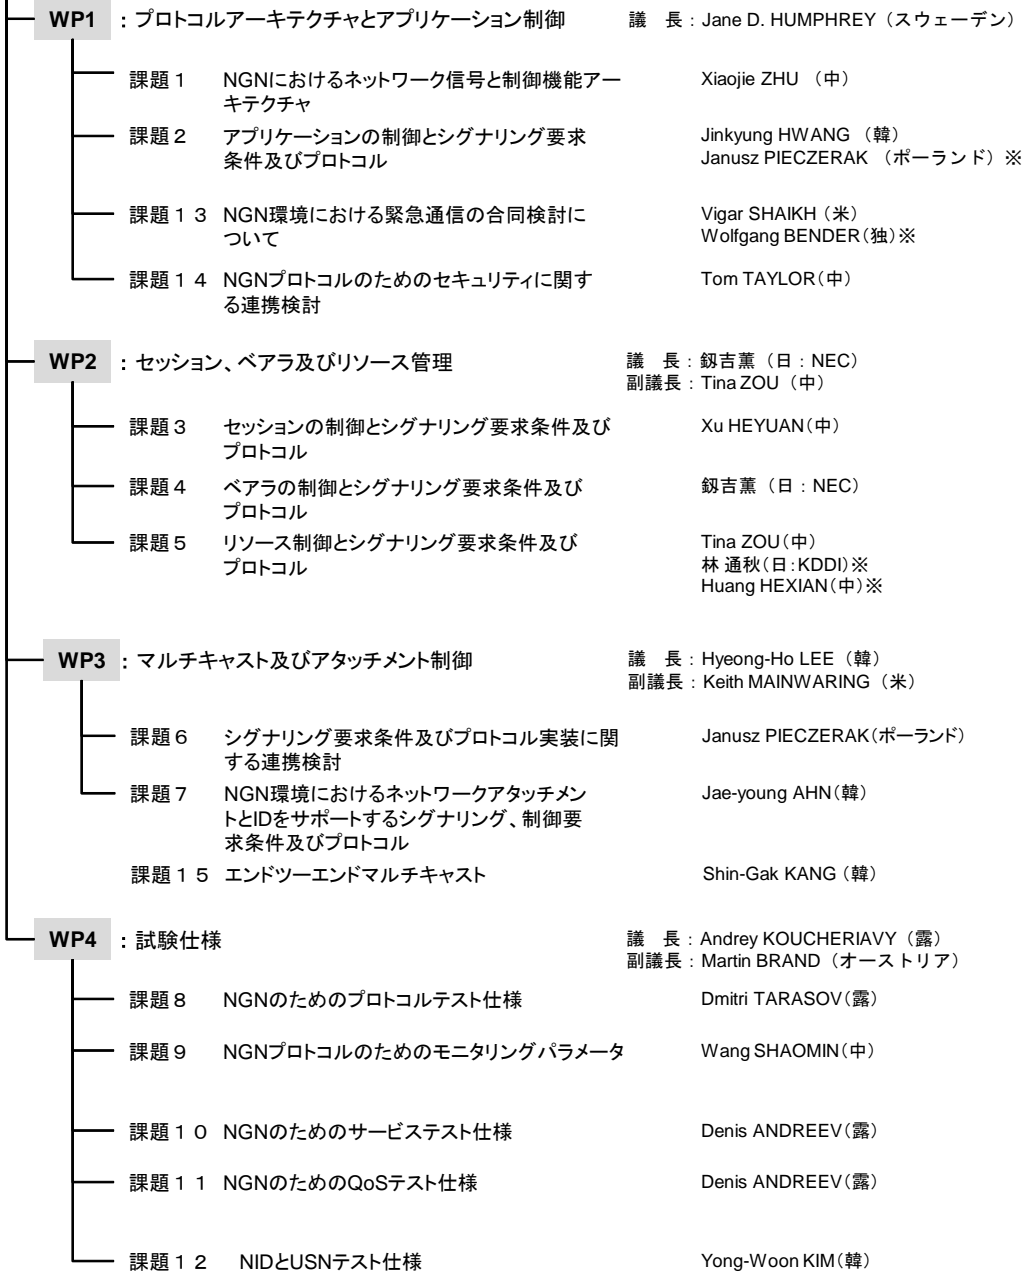 WP1 ：プロトコルアーキテクチャとアプリケーション制御 議　長：Jane D. HUMPHREY（スウェーデン）
課題１ NGNにおけるネットワーク信号と制御機能アー Xiaojie ZHU （中）
キテクチャ
課題２ アプリケーションの制御とシグナリング要求 Jinkyung HWANG （韓）
条件及びプロトコル Janusz PIECZERAK （ポーランド）※
課題１３ NGN環境における緊急通信の合同検討に Vigar SHAIKH（米）
ついて Wolfgang BENDER（独）※
課題１４ NGNプロトコルのためのセキュリティに関す Tom TAYLOR（中）
る連携検討
WP2 ：セッション、ベアラ及びリソース管理 議　長：釼吉薫（日：NEC）
副議長：Tina ZOU（中）
課題３ セッションの制御とシグナリング要求条件及び Xu HEYUAN（中）
プロトコル
課題４ ベアラの制御とシグナリング要求条件及び 釼吉薫（日：NEC）
プロトコル
課題５ リソース制御とシグナリング要求条件及び Tina ZOU（中）
プロトコル 林 通秋（日：KDDI）※
Huang HEXIAN（中）※
WP3 ：マルチキャスト及びアタッチメント制御 議　長：Hyeong-Ho LEE（韓）
副議長：Keith MAINWARING（米）
課題６ シグナリング要求条件及びプロトコル実装に関 Janusz PIECZERAK（ポーランド）
する連携検討
課題７ NGN環境におけるネットワークアタッチメン Jae-young AHN（韓）
トとIDをサポートするシグナリング、制御要
求条件及びプロトコル
課題１５ エンドツーエンドマルチキャスト Shin-Gak KANG（韓）
WP4 ：試験仕様 議　長：Andrey KOUCHERIAVY（露）
副議長：Martin BRAND（オーストリア）
課題８ NGNのためのプロトコルテスト仕様 Dmitri TARASOV（露）
課題９ NGNプロトコルのためのモニタリングパラメータ Wang SHAOMIN（中）
課題１０ NGNのためのサービステスト仕様 Denis ANDREEV（露）
課題１１ NGNのためのQoSテスト仕様 Denis ANDREEV（露）
課題１２ NIDとUSNテスト仕様 Yong-Woon KIM（韓）